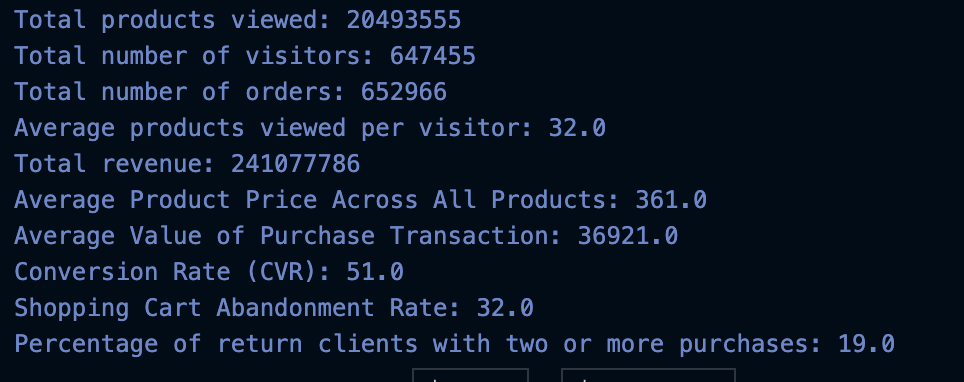 Total products viewed: 20493555
Total number of visitors: 647455
Total number of orders: 652966
Average products viewed per visitor: 32.0
Total revenue: 241077786
Average Product Price Across All Products: 361.0
Average Value of Purchase Transaction: 36921.0
Conversion Rate (CVR): 51.0
Shopping Cart Abandonment Rate: 32.0
Percentage of return clients with two or more purchases: 19.0